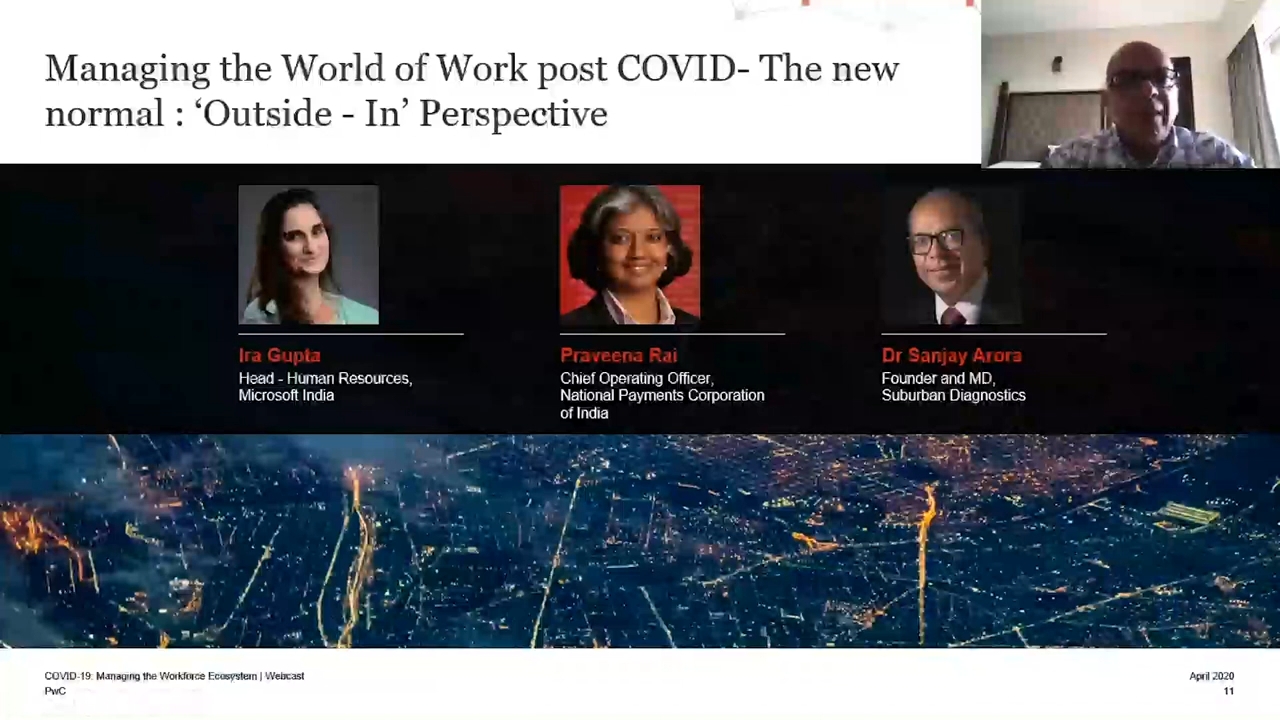 Managing the World of Work post COVID- The new
normal : ‘Outside - In’ Perspective
Ira Gupta
Head - Human Resources,
Microsoft India
Praveena Rai
Chief Operating Officer,
National Payments Corporation
of India
Dr Sanjay Arora
Founder and MD,
Suburban Diagnostics
COVID-19: Managing the Workforce Ecosystem | Webcast
PwC
April 2020
11